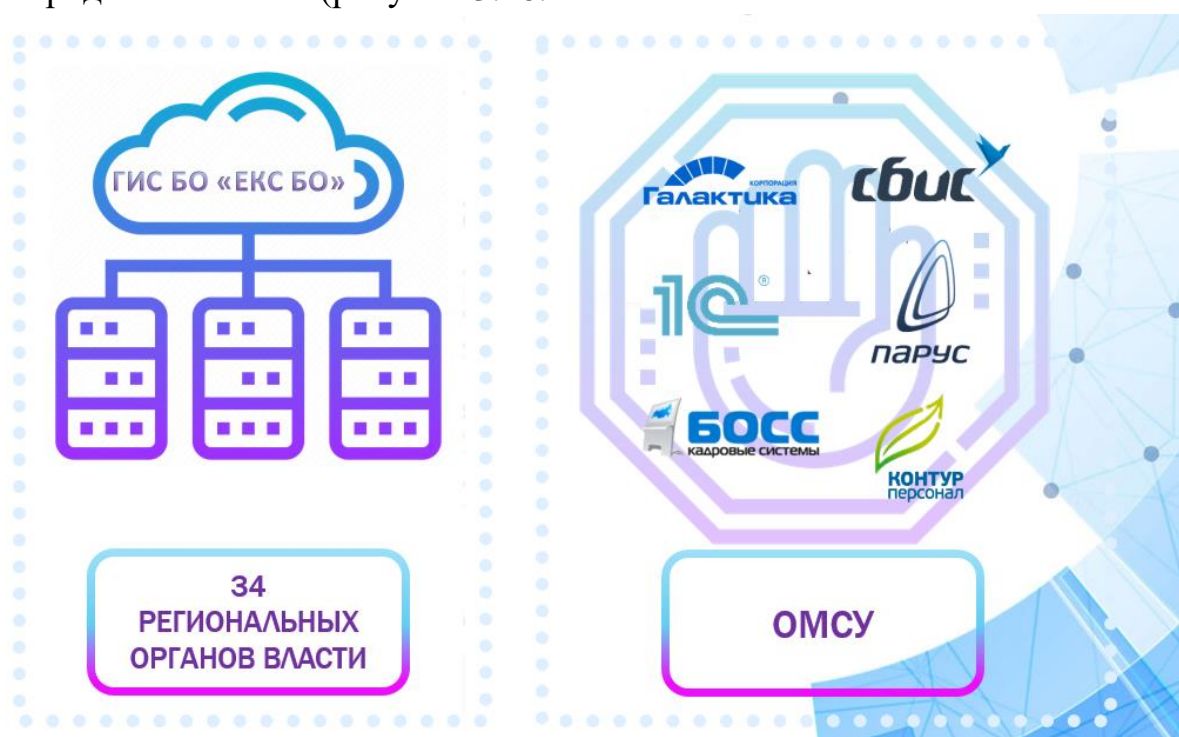 ГИС БО «ЕКС БО»
34
РЕГИОНАЛЬНЫХ
ОРГАНОВ ВЛАСТИ
КОРПОРАЦИЯ
Галактика
сбис
1С®
ПАРУС
БОСС
кадровые системы
КОНТУР
персонал
ОМСУ